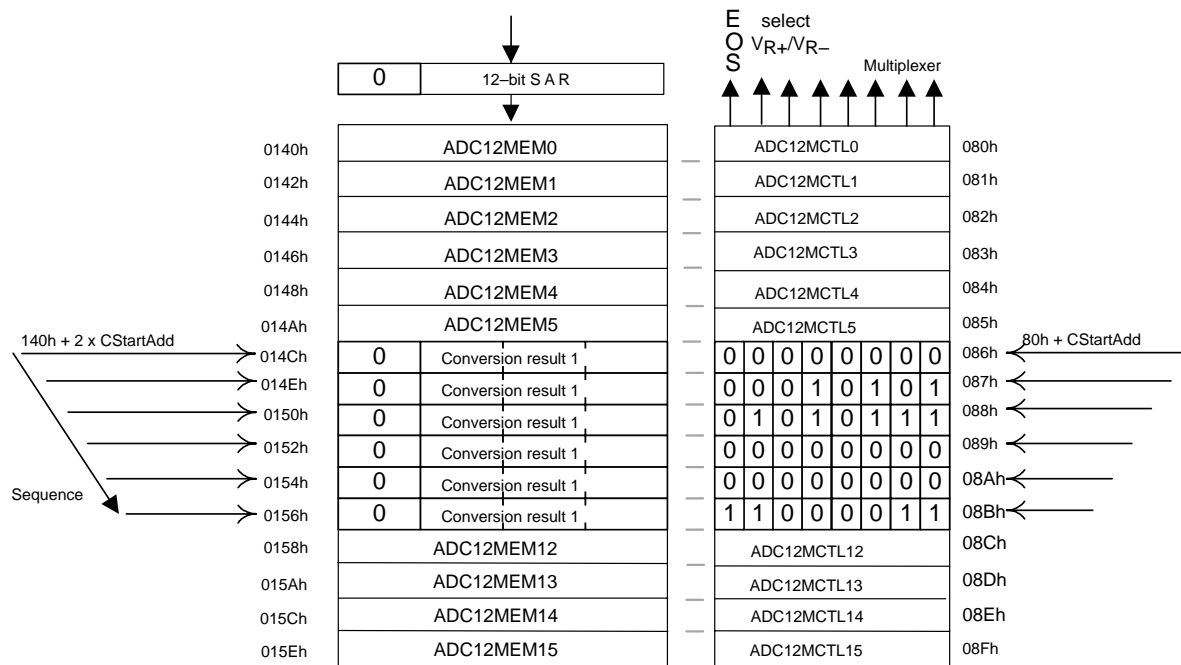 E
O
S
select
VR+/VR–
Multiplexer
0 12–bit S A R
0140h ADC12MEM0 ADC12MCTL0 080h
0142h ADC12MEM1 ADC12MCTL1 081h
0144h ADC12MEM2 ADC12MCTL2 082h
0146h ADC12MEM3 ADC12MCTL3 083h
0148h ADC12MEM4 ADC12MCTL4 084h
014Ah ADC12MEM5 ADC12MCTL5 085h
140h + 2 x CStartAdd 80h + CStartAdd
014Ch 0 Conversion result 1 0 0 0 0 0 0 0 0 086h
014Eh 0 Conversion result 1 0 0 0 1 0 1 0 1 087h
0150h 0 Conversion result 1 0 1 0 1 0 1 1 1 088h
0152h 0 Conversion result 1 0 0 0 0 0 0 0 0 089h
0154h 0 Conversion result 1 0 0 0 0 0 0 0 0 08Ah
Sequence
0156h 0 Conversion result 1 1 1 0 0 0 0 1 1 08Bh
0158h ADC12MEM12 ADC12MCTL12 08Ch
015Ah ADC12MEM13 ADC12MCTL13 08Dh
015Ch ADC12MEM14 ADC12MCTL14 08Eh
015Eh ADC12MEM15 ADC12MCTL15 08Fh